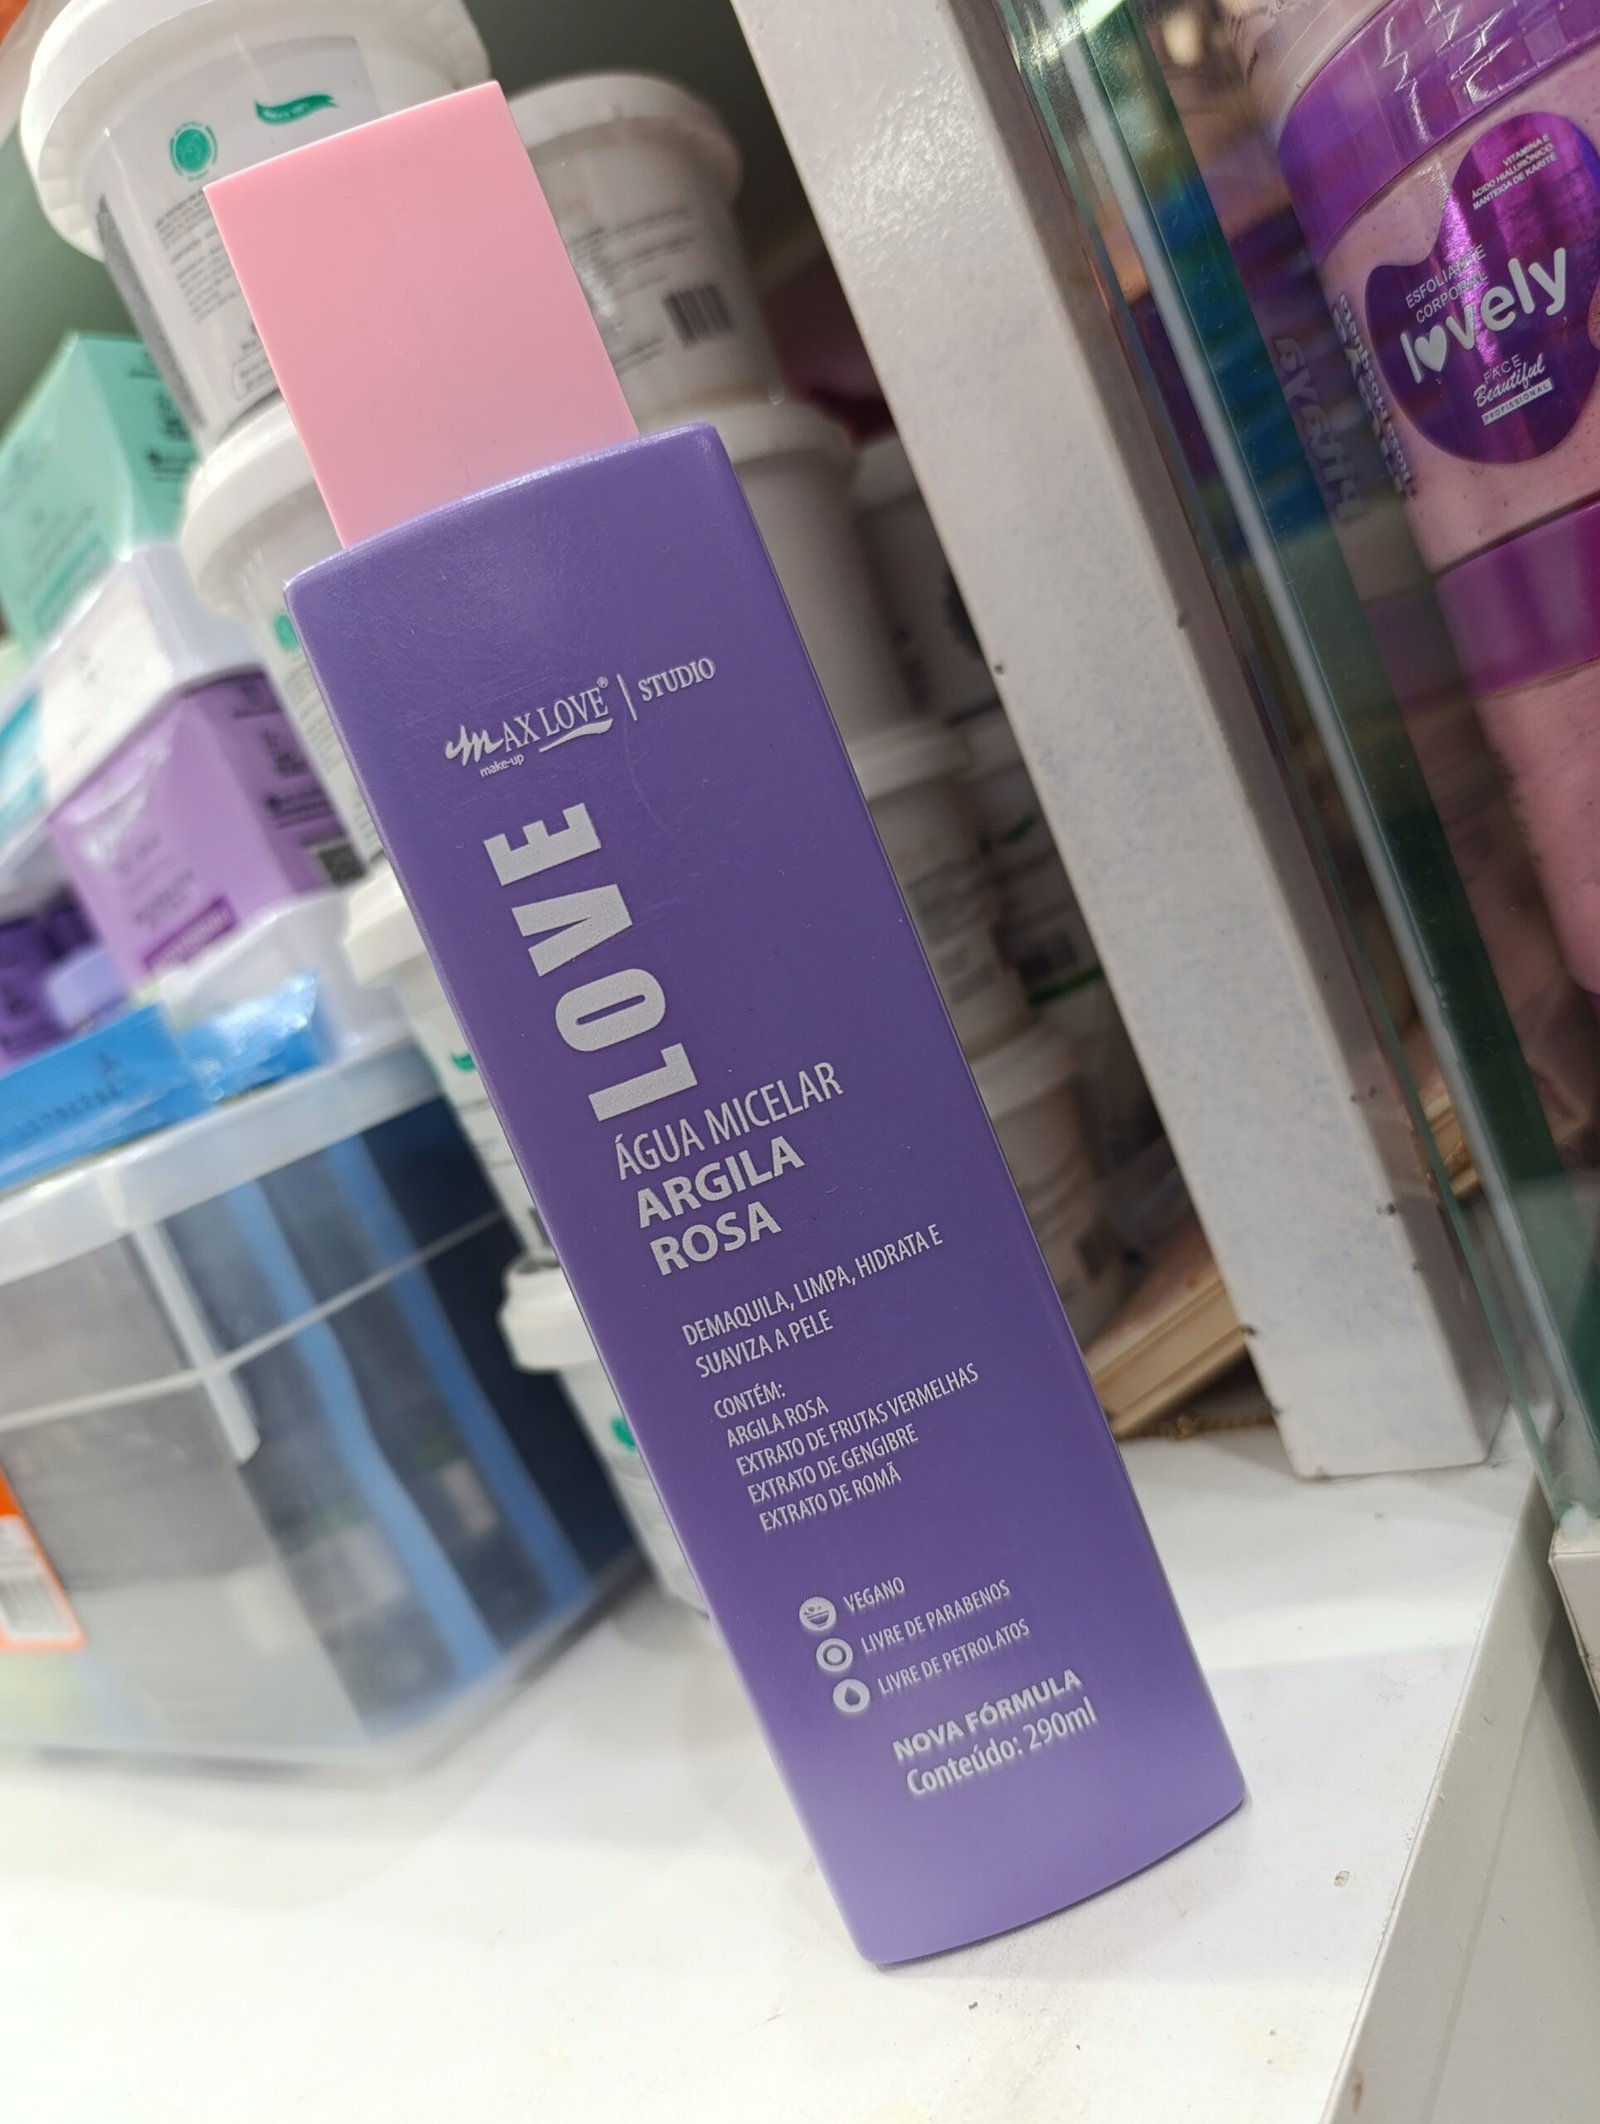 MAX LOVE® | STUDIO
make-up
LOVE
ÁGUA MICELAR
ARGILA
ROSA
DEMAQUILA, LIMPA, HIDRATA E
SUAVIZA A PELE
CONTÉM:
ARGILA ROSA
EXTRATO DE FRUTAS VERMELHAS
EXTRATO DE GENGIBRE
EXTRATO DE ROMÃ
VEGANO
LIVRE DE PARABENOS
LIVRE DE PETROLATOS
NOVA FÓRMULA
Conteúdo: 290ml
VITAMINA E
ÁCIDO HIALURÔNICO
MANTEIGA DE KARITÉ
ESFOLIANTE
CORPORAL
lovely
FACE
Beautiful
PROFISSIONAL